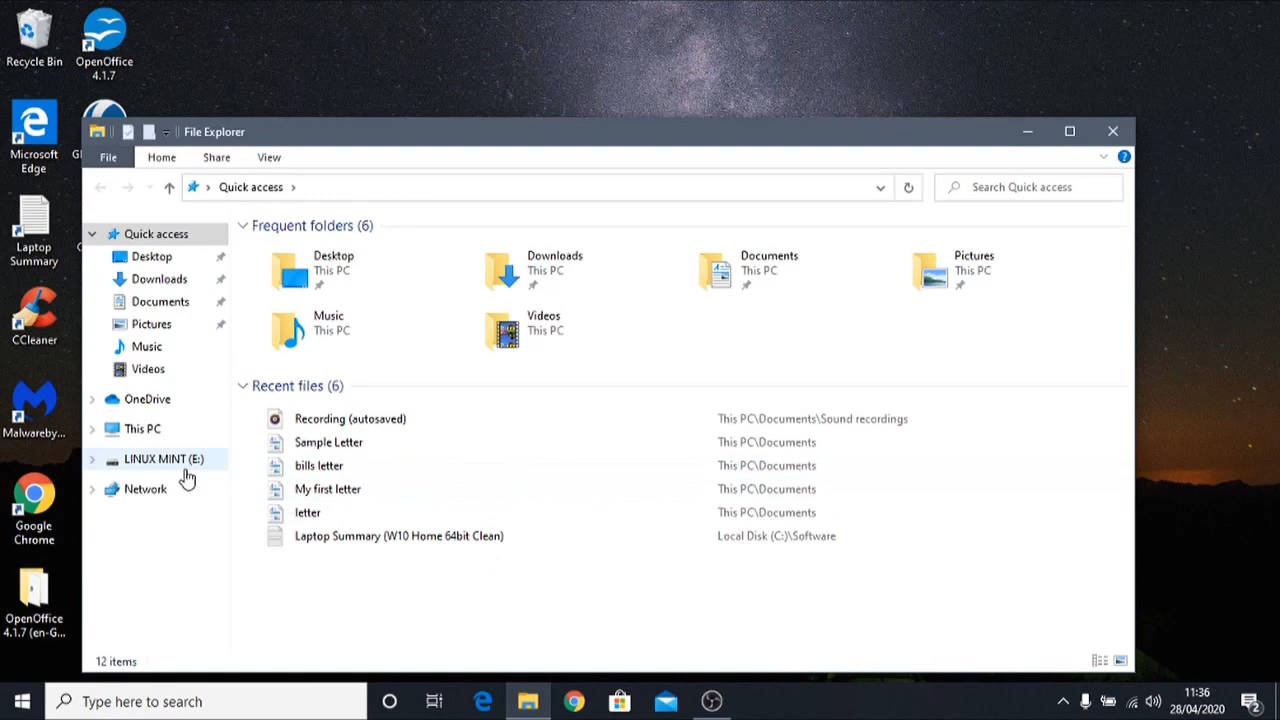 Recycle Bin
OpenOffice
4.1.7
Microsoft
Edge
Laptop
Summary
CCleaner
Malwareby...
Google
Chrome
OpenOffice
4.1.7 (en-G...
File Explorer
File Home Share View
Quick access
Search Quick access
Quick access
Desktop
Downloads
Documents
Pictures
Music
Videos
OneDrive
This PC
LINUX MINT (E:)
Network
Frequent folders (6)
Desktop
This PC
Downloads
This PC
Documents
This PC
Pictures
This PC
Music
This PC
Videos
This PC
Recent files (6)
Recording (autosaved) This PC\Documents\Sound recordings
Sample Letter This PC\Documents
bills letter This PC\Documents
My first letter This PC\Documents
letter This PC\Documents
Laptop Summary (W10 Home 64bit Clean) Local Disk (C:)\Software
12 items
Type here to search
11:36
28/04/2020
2